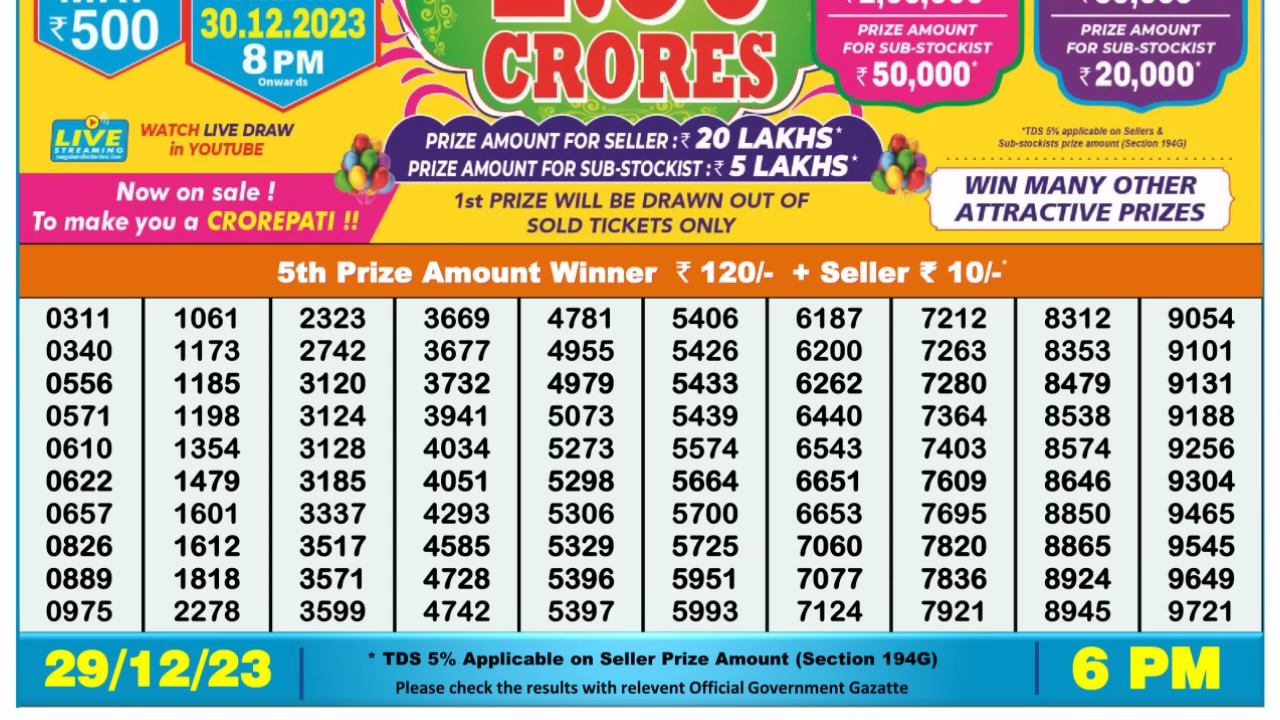 ₹500
30.12.2023
8 PM
Onwards
CRORES
PRIZE AMOUNT
FOR SUB-STOCKIST
₹ 50,000*
PRIZE AMOUNT
FOR SUB-STOCKIST
₹ 20,000*
LIVE
STREAMING
nagalandlotteries.live
WATCH LIVE DRAW
in YOUTUBE
PRIZE AMOUNT FOR SELLER :₹ 20 LAKHS*
PRIZE AMOUNT FOR SUB-STOCKIST :₹ 5 LAKHS*
*TDS 5% applicable on Sellers &
Sub-stockists prize amount (Section 194G)
Now on sale !
To make you a CROREPATI !!
1st PRIZE WILL BE DRAWN OUT OF
SOLD TICKETS ONLY
WIN MANY OTHER
ATTRACTIVE PRIZES
5th Prize Amount Winner ₹ 120/- + Seller ₹ 10/-*
0311 1061 2323 3669 4781 5406 6187 7212 8312 9054
0340 1173 2742 3677 4955 5426 6200 7263 8353 9101
0556 1185 3120 3732 4979 5433 6262 7280 8479 9131
0571 1198 3124 3941 5073 5439 6440 7364 8538 9188
0610 1354 3128 4034 5273 5574 6543 7403 8574 9256
0622 1479 3185 4051 5298 5664 6651 7609 8646 9304
0657 1601 3337 4293 5306 5700 6653 7695 8850 9465
0826 1612 3517 4585 5329 5725 7060 7820 8865 9545
0889 1818 3571 4728 5396 5951 7077 7836 8924 9649
0975 2278 3599 4742 5397 5993 7124 7921 8945 9721
29/12/23
* TDS 5% Applicable on Seller Prize Amount (Section 194G)
Please check the results with relevent Official Government Gazatte
6 PM